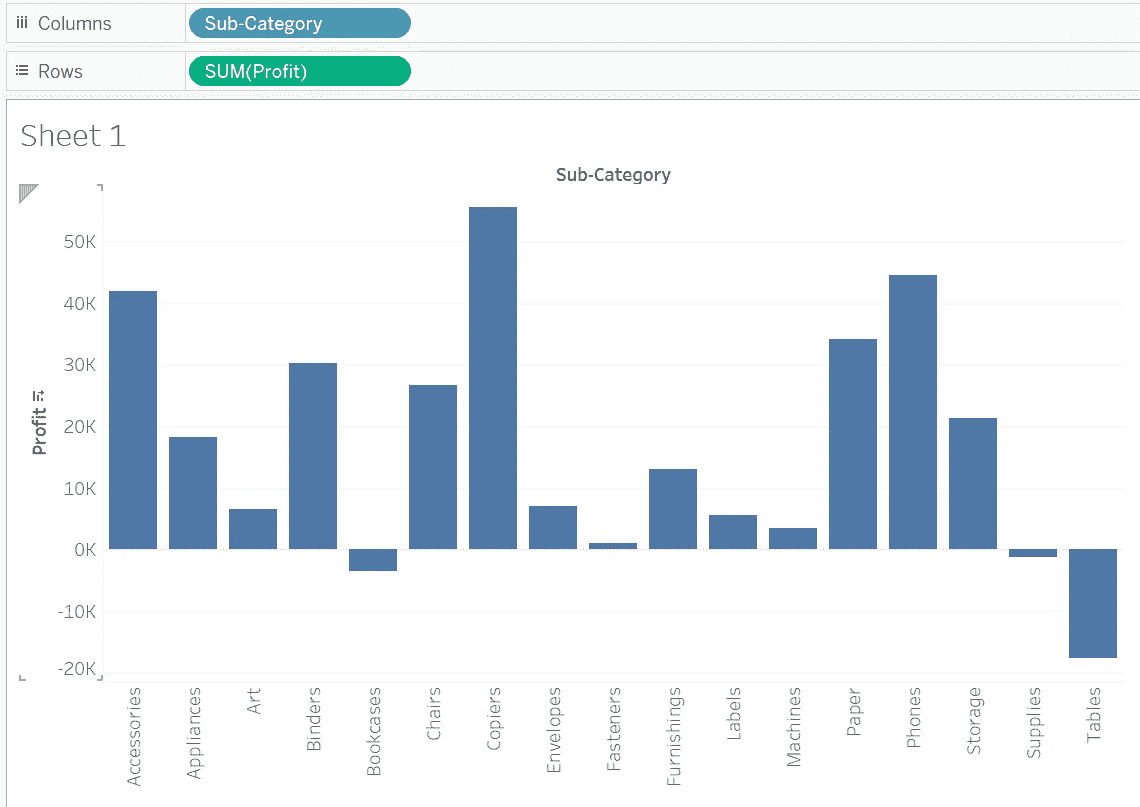 Columns
Sub-Category
Rows
SUM(Profit)
Sheet 1
Sub-Category
Profit
50K
40K
30K
20K
10K
0K
-10K
-20K
Accessories
Appliances
Art
Binders
Bookcases
Chairs
Copiers
Envelopes
Fasteners
Furnishings
Labels
Machines
Paper
Phones
Storage
Supplies
Tables